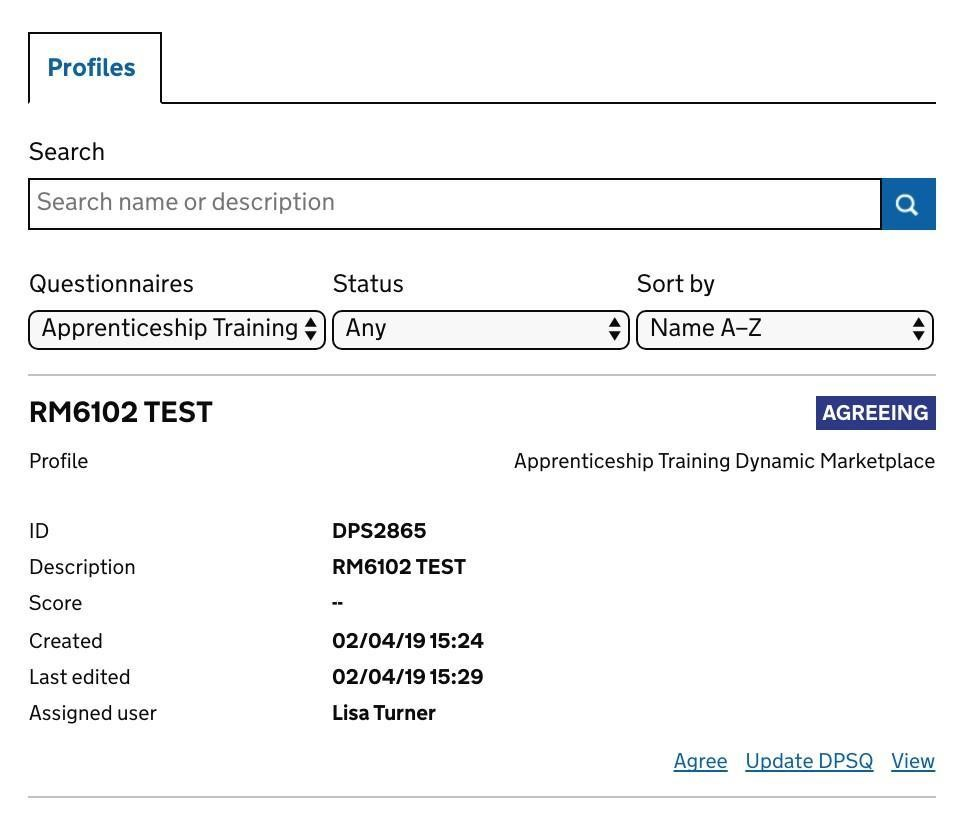 Profiles
Search
Search name or description
Questionnaires Status Sort by
Apprenticeship Training Any Name A–Z
RM6102 TEST AGREEING
Profile Apprenticeship Training Dynamic Marketplace
ID DPS2865
Description RM6102 TEST
Score --
Created 02/04/19 15:24
Last edited 02/04/19 15:29
Assigned user Lisa Turner
Agree Update DPSQ View